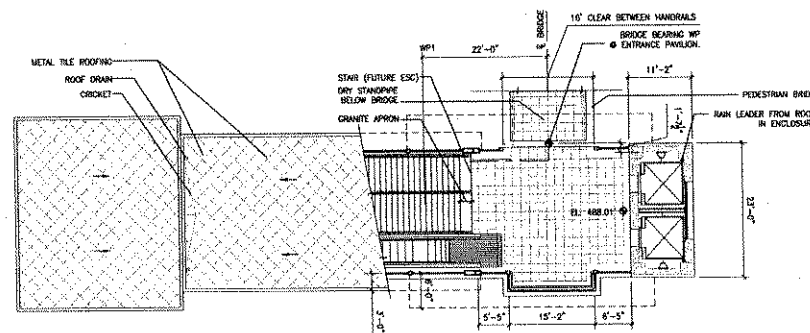 METAL TILE ROOFING
ROOF DRAIN
CRICKET
WP1
22'-0"
℄ BRIDGE
16' CLEAR BETWEEN HANDRAILS
BRIDGE BEARING WP
@ ENTRANCE PAVILION.
11'-2"
STAIR (FUTURE ESC)
DRY STANDPIPE
BELOW BRIDGE
GRANITE APRON
PEDESTRIAN BRID
RAIN LEADER FROM ROO
IN ENCLOSUR
EL. 488.01
23'-0"
5'-5"
15'-2"
6'-5"